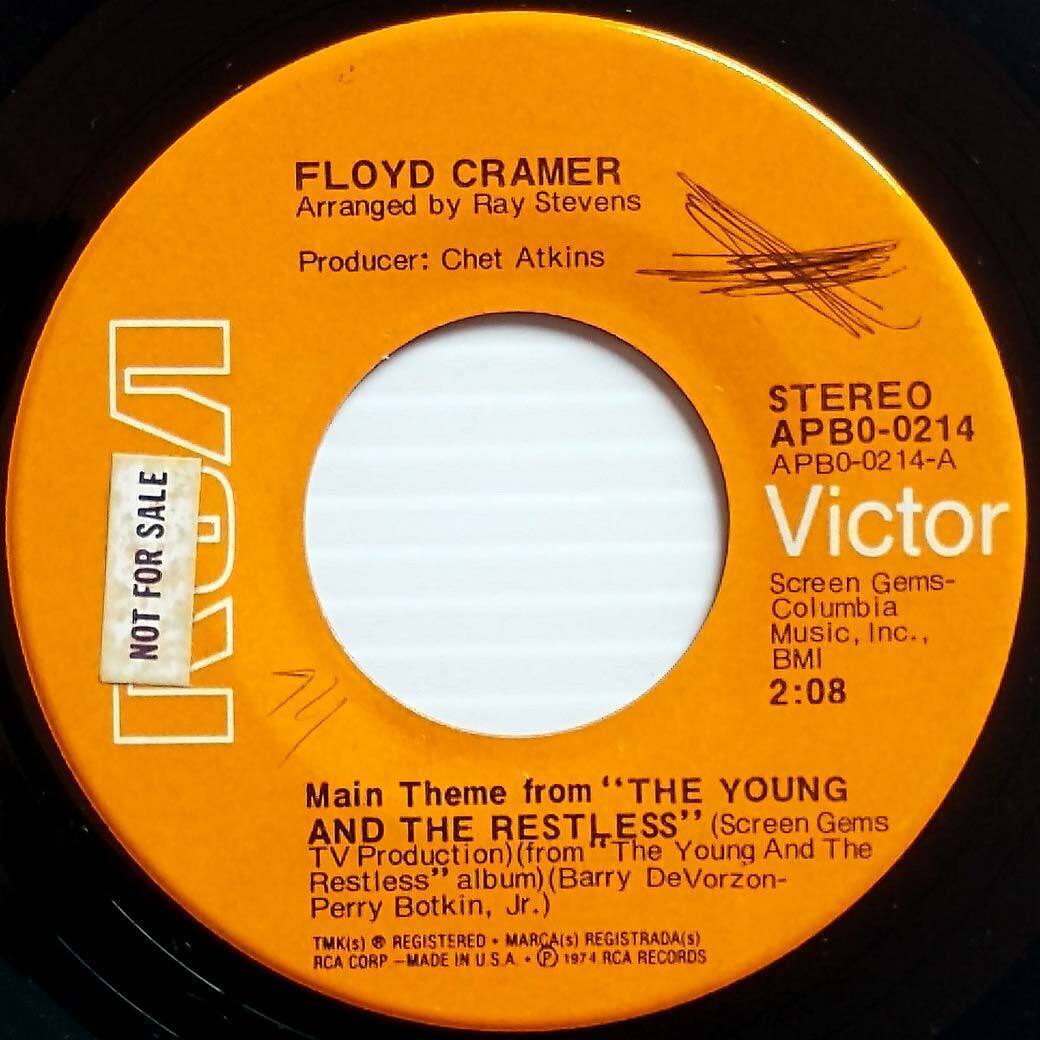 FLOYD CRAMER
Arranged by Ray Stevens
Producer: Chet Atkins
RCA
NOT FOR SALE
STEREO
APB0-0214
APB0-0214-A
Victor
Screen Gems-
Columbia
Music, Inc.,
BMI
2:08
74
Main Theme from "THE YOUNG
AND THE RESTLESS" (Screen Gems
TV Production)(from "The Young And The
Restless" album)(Barry DeVorzon-
Perry Botkin, Jr.)
TMK(s) ® REGISTERED • MARCA(s) REGISTRADA(s)
RCA CORP —MADE IN U.S.A. • Ⓟ 1974 RCA RECORDS